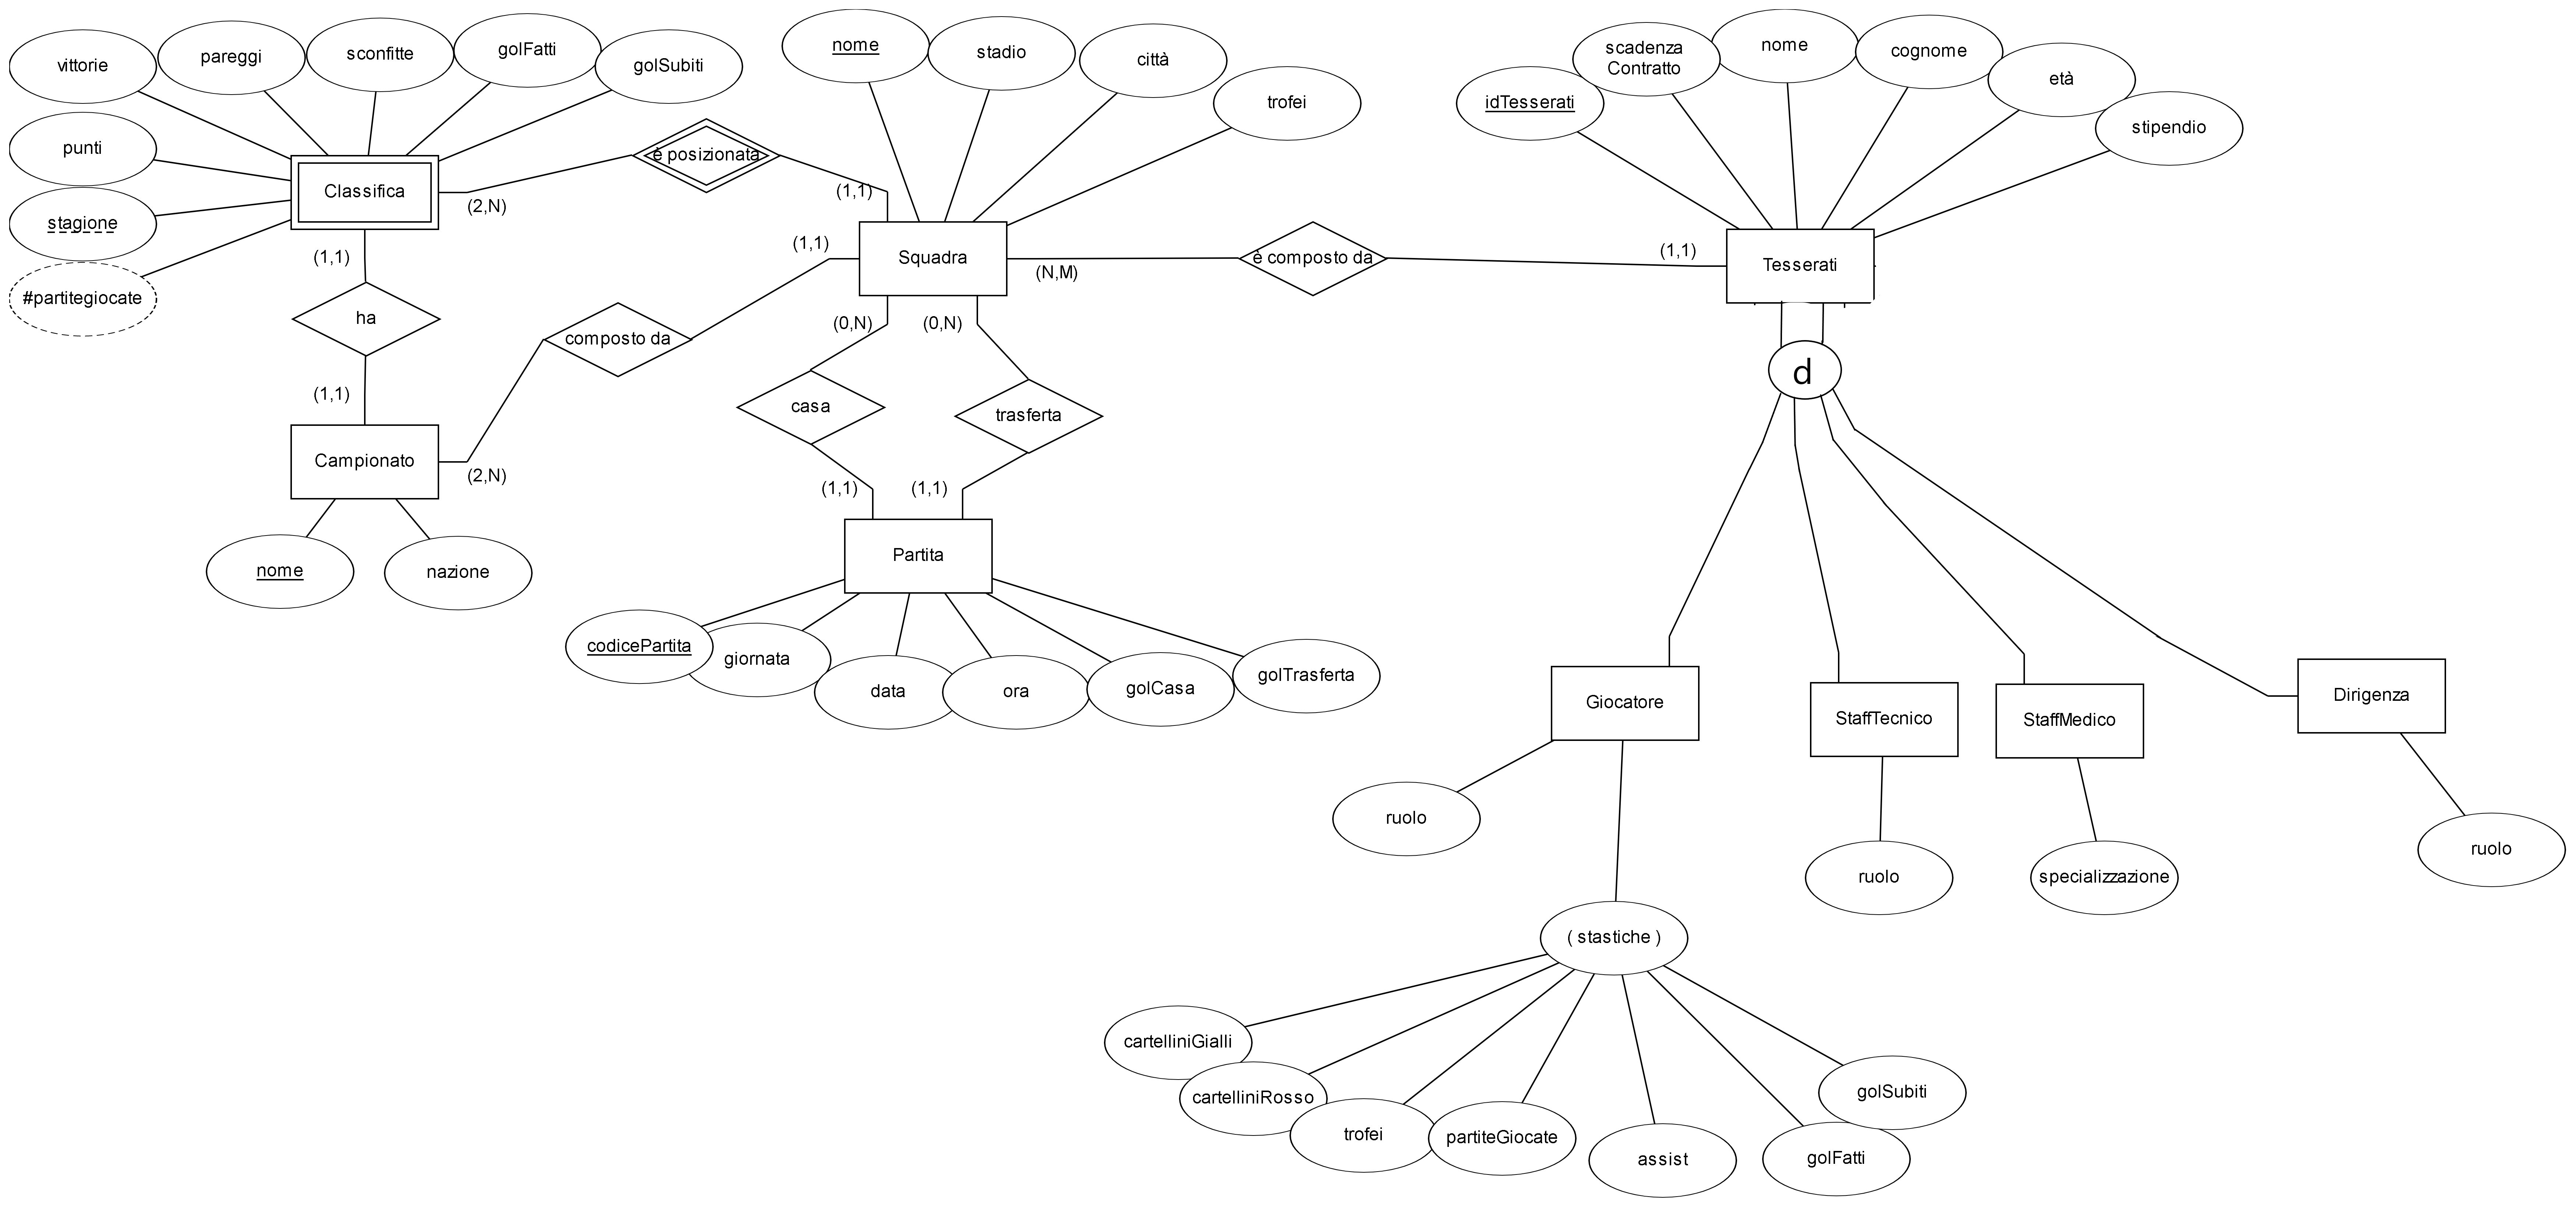 vittorie
pareggi
sconfitte
golFatti
golSubiti
punti
stagione
#partitegiocate
Classifica
è posizionata
(2,N)
(1,1)
(1,1)
ha
(1,1)
Campionato
(2,N)
nome
nazione
composto da
(1,1)
nome
stadio
città
trofei
Squadra
(N,M)
è composto da
(1,1)
(0,N)
(0,N)
casa
trasferta
(1,1)
(1,1)
Partita
codicePartita
giornata
data
ora
golCasa
golTrasferta
idTesserati
scadenza
Contratto
nome
cognome
età
stipendio
Tesserati
d
Giocatore
StaffTecnico
StaffMedico
Dirigenza
ruolo
ruolo
specializzazione
ruolo
( stastiche )
cartelliniGialli
cartelliniRosso
trofei
partiteGiocate
assist
golFatti
golSubiti